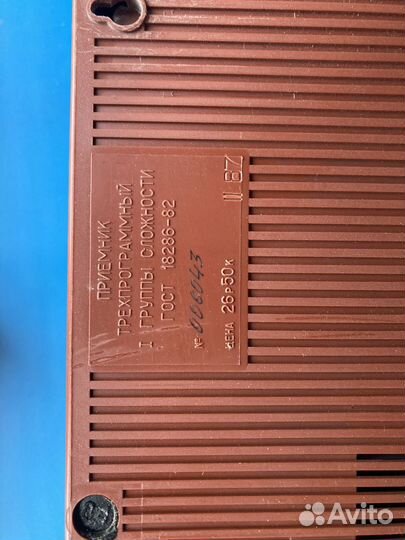 ПРИЕМНИК
ТРЕХПРОГРАММНЫЙ
I ГРУППЫ СЛОЖНОСТИ
ГОСТ 18286-82
№ 006043
ЦЕНА 26р50к
II 87
Avito